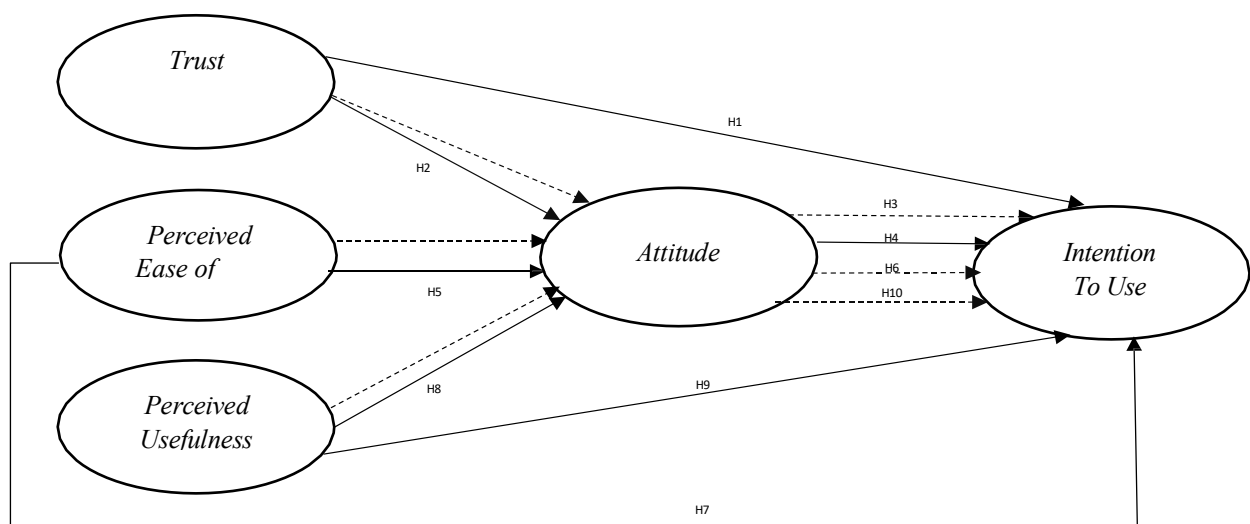 Trust
H1
H2
Perceived
Ease of
H3
H4
Attitude
Intention
To Use
H6
H5
H10
H8
H9
Perceived
Usefulness
H7